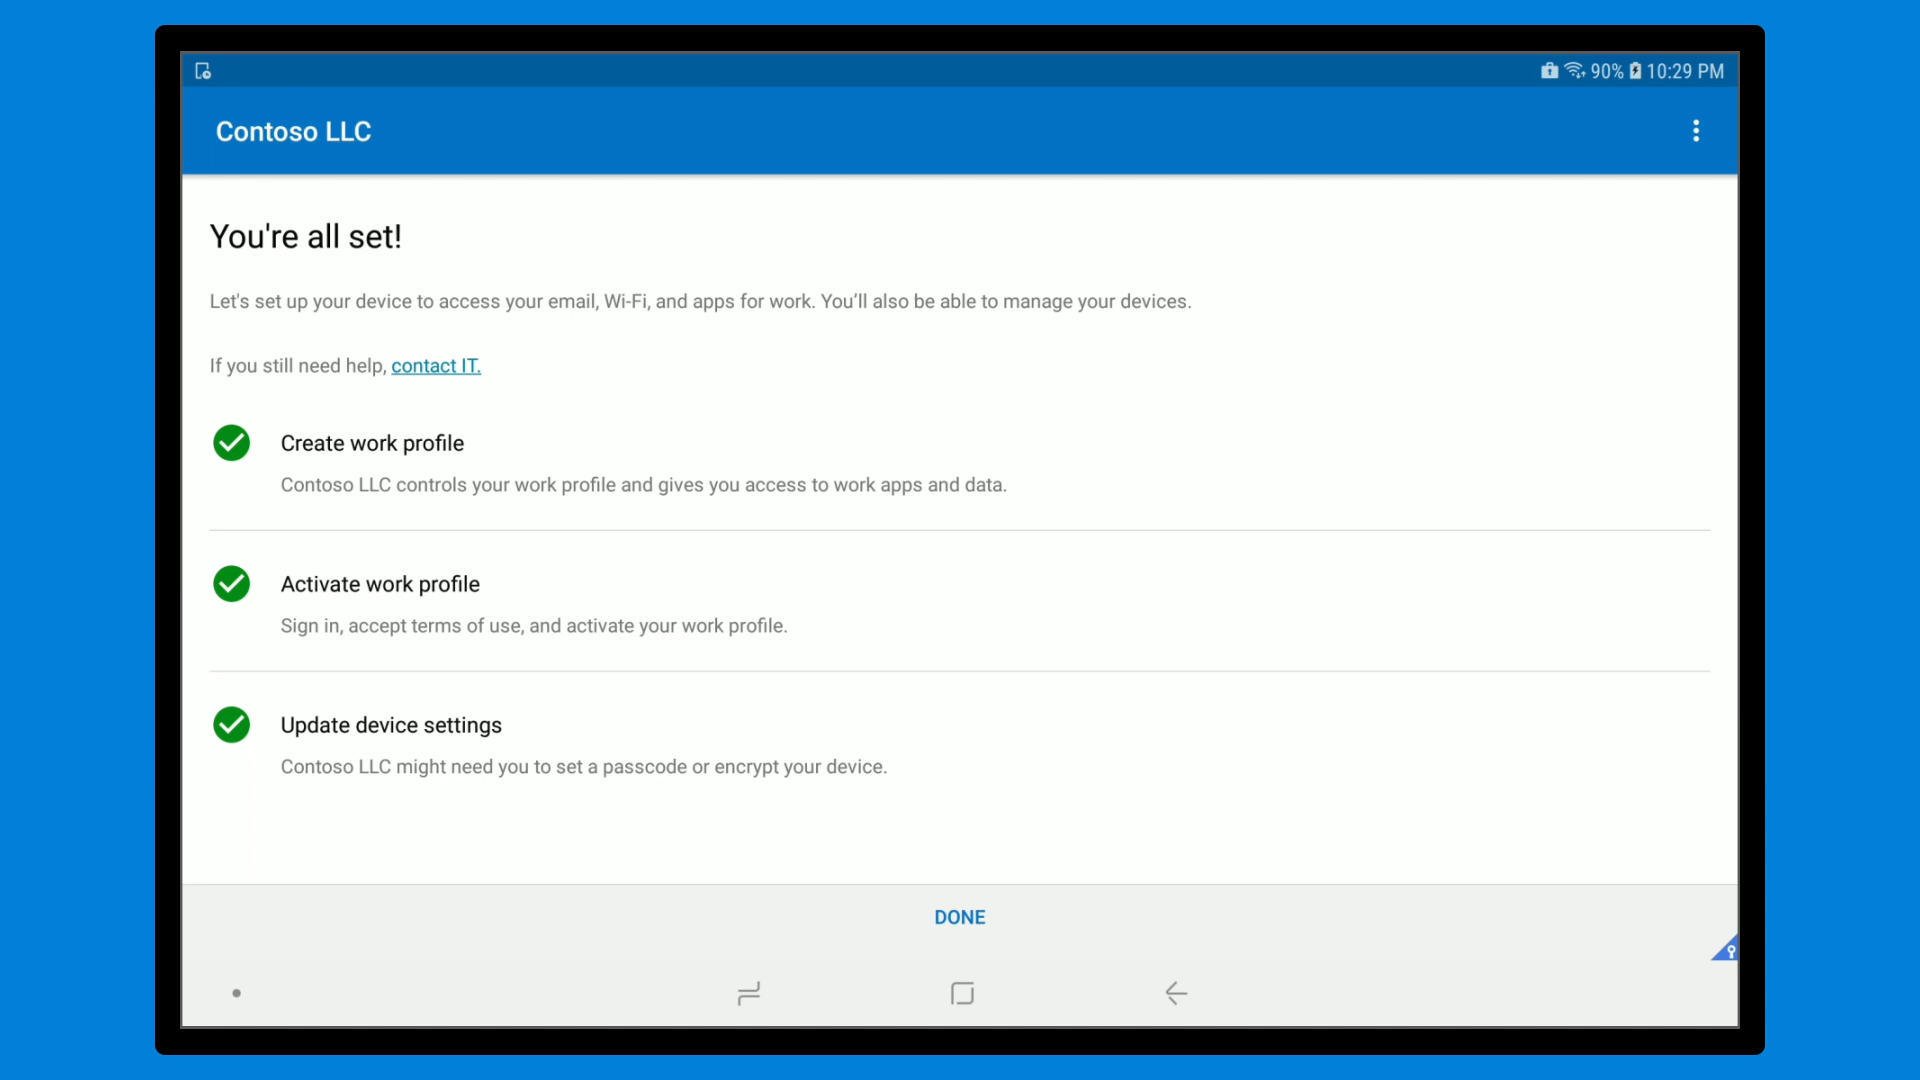 90% 10:29 PM
Contoso LLC
You're all set!
Let's set up your device to access your email, Wi-Fi, and apps for work. You’ll also be able to manage your devices.
If you still need help, contact IT.
Create work profile
Contoso LLC controls your work profile and gives you access to work apps and data.
Activate work profile
Sign in, accept terms of use, and activate your work profile.
Update device settings
Contoso LLC might need you to set a passcode or encrypt your device.
DONE